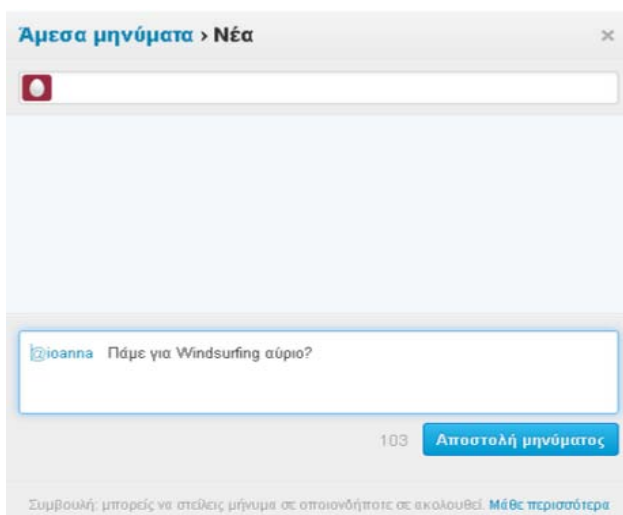 Άμεσα μηνύματα › Νέα ×
@ioanna Πάμε για Windsurfing αύριο?
103 Αποστολή μηνύματος
Συμβουλή: μπορείς να στείλεις μήνυμα σε οποιονδήποτε σε ακολουθεί. Μάθε περισσότερα